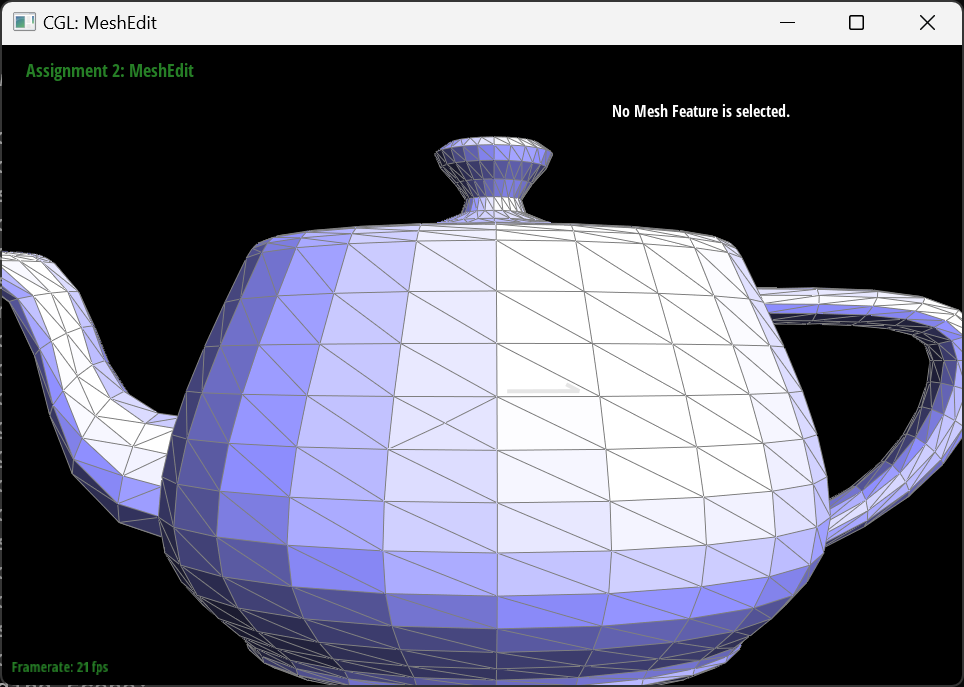 CGL: MeshEdit
Assignment 2: MeshEdit
No Mesh Feature is selected.
Framerate: 21 fps